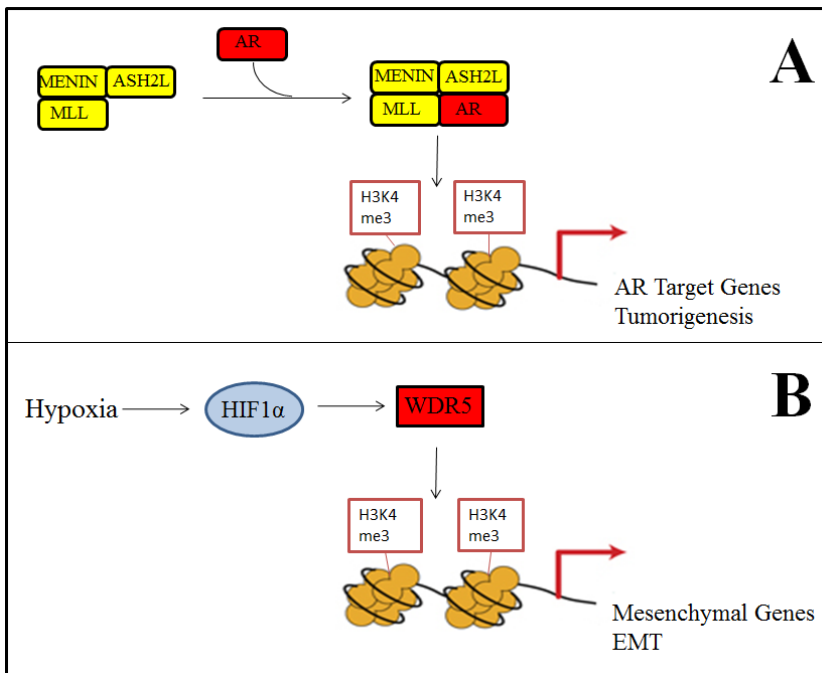 A
AR
MENIN ASH2L
MLL
MENIN ASH2L
MLL AR
H3K4
me3
H3K4
me3
AR Target Genes
Tumorigenesis
B
Hypoxia
HIF1α
WDR5
H3K4
me3
H3K4
me3
Mesenchymal Genes
EMT